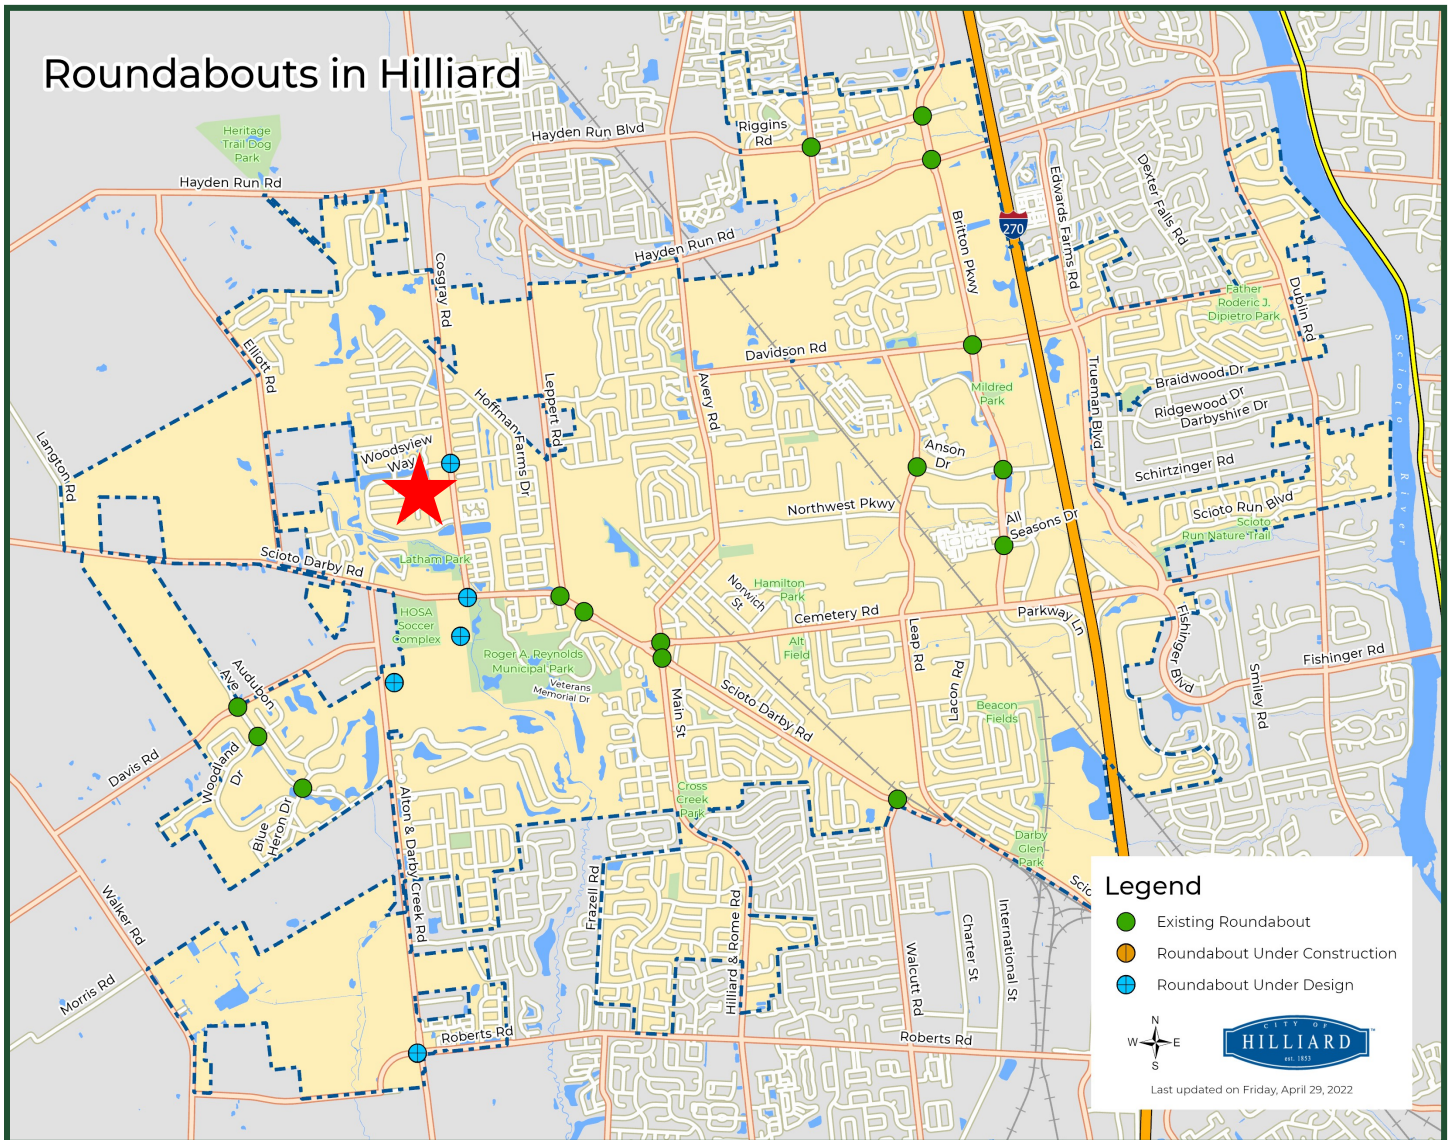 Roundabouts in Hilliard
Heritage
Trail Dog
Park
Hayden Run Rd
Hayden Run Blvd
Riggins
Rd
Hayden Run Rd
Cosgray Rd
Elliott Rd
Britton Pkwy
270
Edwards Farms Rd
Dexter Falls Rd
Father
Roderic J.
Dipietro Park
Dublin Rd
Scioto River
Davidson Rd
Mildred
Park
Trueman Blvd
Braidwood Dr
Ridgewood Dr
Darbyshire Dr
Schirtzinger Rd
Scioto Run Blvd
Scioto
Run Nature Trail
Langton Rd
Woodsview
Way
Hoffman
Farms Dr
Leppert Rd
Avery Rd
Anson
Dr
Northwest Pkwy
All
Seasons Dr
Scioto Darby Rd
Latham Park
HOSA
Soccer
Complex
Roger A. Reynolds
Municipal Park
Veterans
Memorial Dr
Norwich
St
Hamilton
Park
Cemetery Rd
Alt
Field
Parkway Ln
Leap Rd
Lacon Rd
Beacon
Fields
Fishinger Blvd
Smiley Rd
Fishinger Rd
Audubon
Ave
Davis Rd
Woodland
Dr
Blue
Heron Dr
Main St
Scioto Darby Rd
Cross
Creek
Park
Darby
Glen
Park
Scio
Alton & Darby Creek Rd
Frazell Rd
Hilliard & Rome Rd
Walcutt Rd
Charter St
International St
Walker Rd
Morris Rd
Roberts Rd
Roberts Rd
Legend
Existing Roundabout
Roundabout Under Construction
Roundabout Under Design
N
W E
S
CITY OF
HILLIARD
est. 1853
Last updated on Friday, April 29, 2022